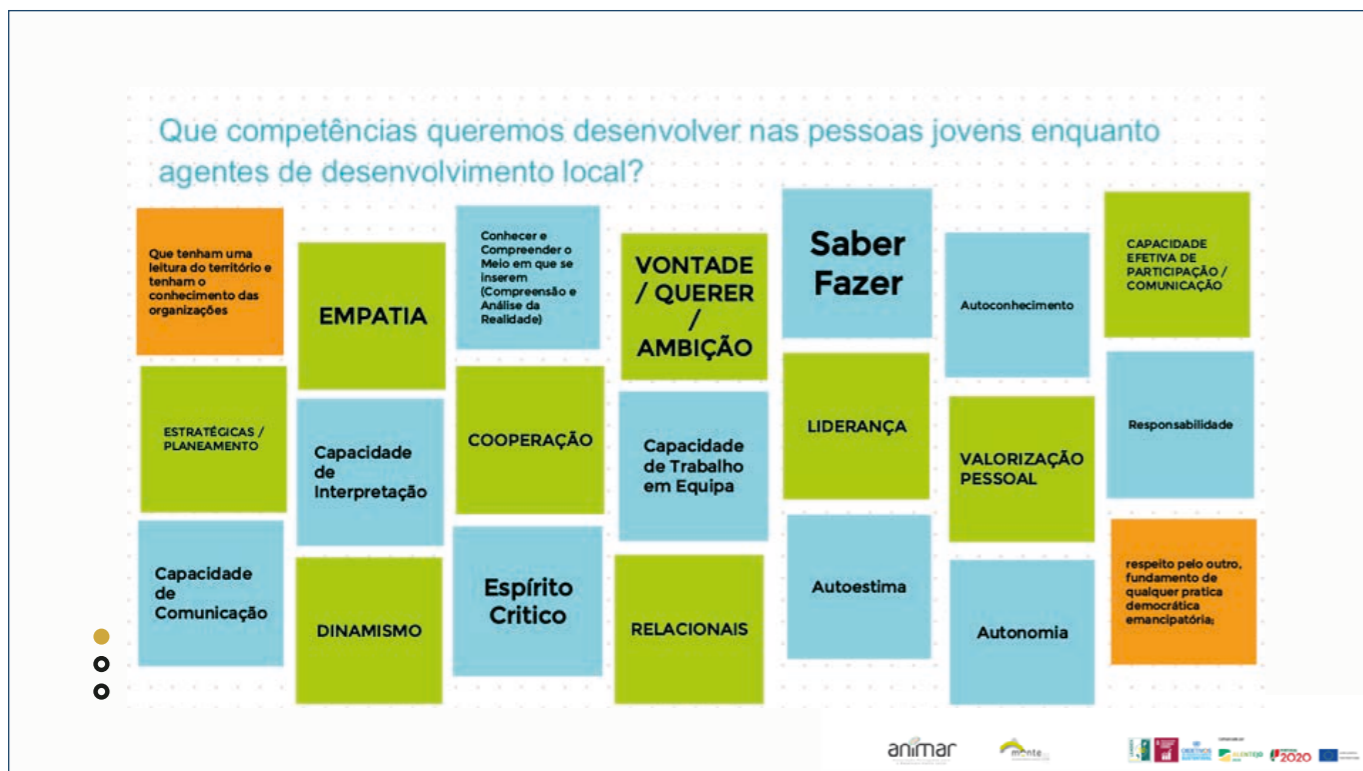 Que competências queremos desenvolver nas pessoas jovens enquanto
agentes de desenvolvimento local?
Que tenham uma
leitura do território e
tenham o
conhecimento das
organizações
EMPATIA
Conhecer e
Compreender o
Meio em que se
inserem
(Compreensão e
Análise da
Realidade)
VONTADE
/ QUERER
/
AMBIÇÃO
Saber
Fazer
Autoconhecimento
CAPACIDADE
EFETIVA DE
PARTICIPAÇÃO /
COMUNICAÇÃO
ESTRATÉGICAS /
PLANEAMENTO
Capacidade
de
Interpretação
COOPERAÇÃO
Capacidade
de Trabalho
em Equipa
LIDERANÇA
VALORIZAÇÃO
PESSOAL
Responsabilidade
Capacidade
de
Comunicação
DINAMISMO
Espírito
Critico
RELACIONAIS
Autoestima
Autonomia
respeito pelo outro,
fundamento de
qualquer pratica
democrática
emancipatória;
animar
monte
OBJETIVOS
ALENTEJO
2020